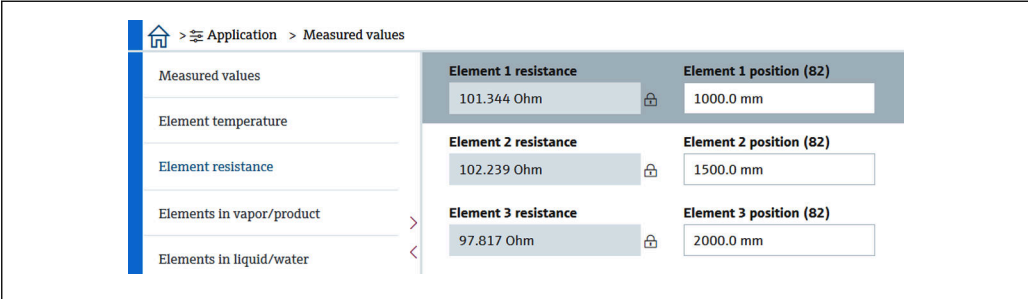 > Application > Measured values
Measured values
Element temperature
Element resistance
Elements in vapor/product
Elements in liquid/water
Element 1 resistance Element 1 position (82)
101.344 Ohm 1000.0 mm
Element 2 resistance Element 2 position (82)
102.239 Ohm 1500.0 mm
Element 3 resistance Element 3 position (82)
97.817 Ohm 2000.0 mm